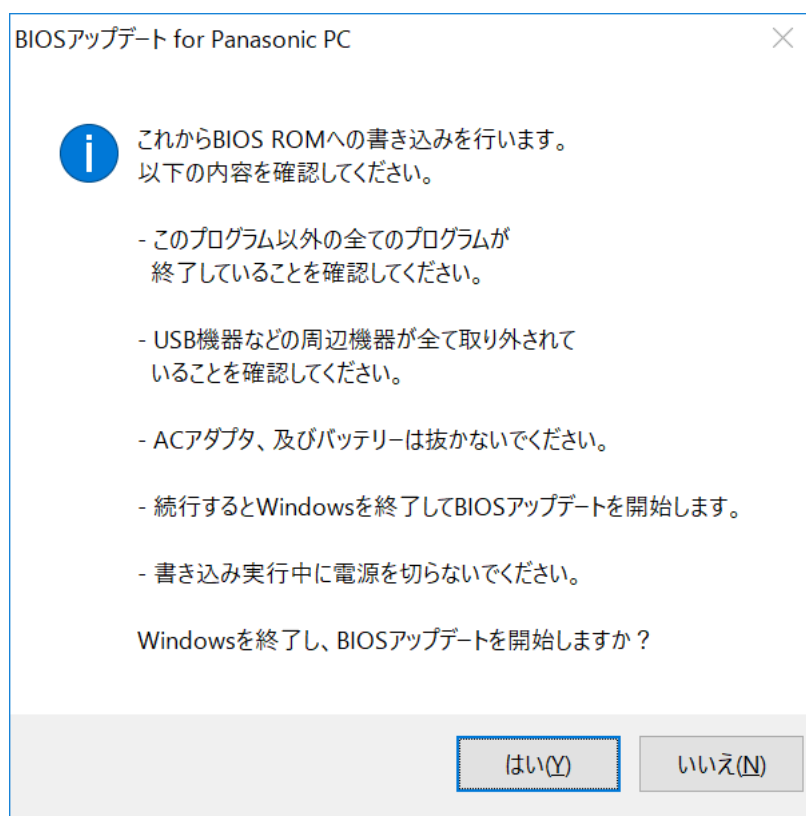 BIOSアップデート for Panasonic PC
これからBIOS ROMへの書き込みを行います。
以下の内容を確認してください。
- このプログラム以外の全てのプログラムが
終了していることを確認してください。
- USB機器などの周辺機器が全て取り外されて
いることを確認してください。
- ACアダプタ、及びバッテリーは抜かないでください。
- 続行するとWindowsを終了してBIOSアップデートを開始します。
- 書き込み実行中に電源を切らないでください。
Windowsを終了し、BIOSアップデートを開始しますか？
はい(Y)
いいえ(N)